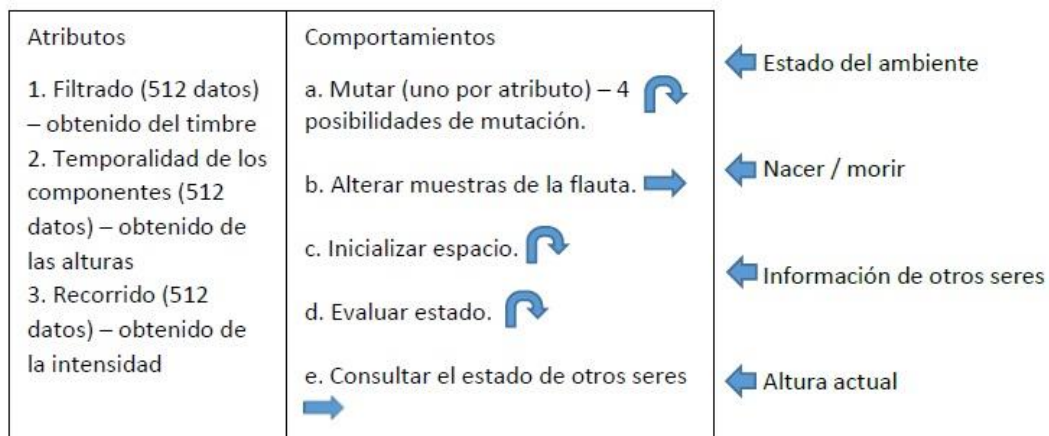 Atributos
1. Filtrado (512 datos)
– obtenido del timbre
2. Temporalidad de los
componentes (512
datos) – obtenido de
las alturas
3. Recorrido (512
datos) – obtenido de
la intensidad
Comportamientos
a. Mutar (uno por atributo) – 4
posibilidades de mutación.
b. Alterar muestras de la flauta.
c. Inicializar espacio.
d. Evaluar estado.
e. Consultar el estado de otros seres
Estado del ambiente
Nacer / morir
Información de otros seres
Altura actual